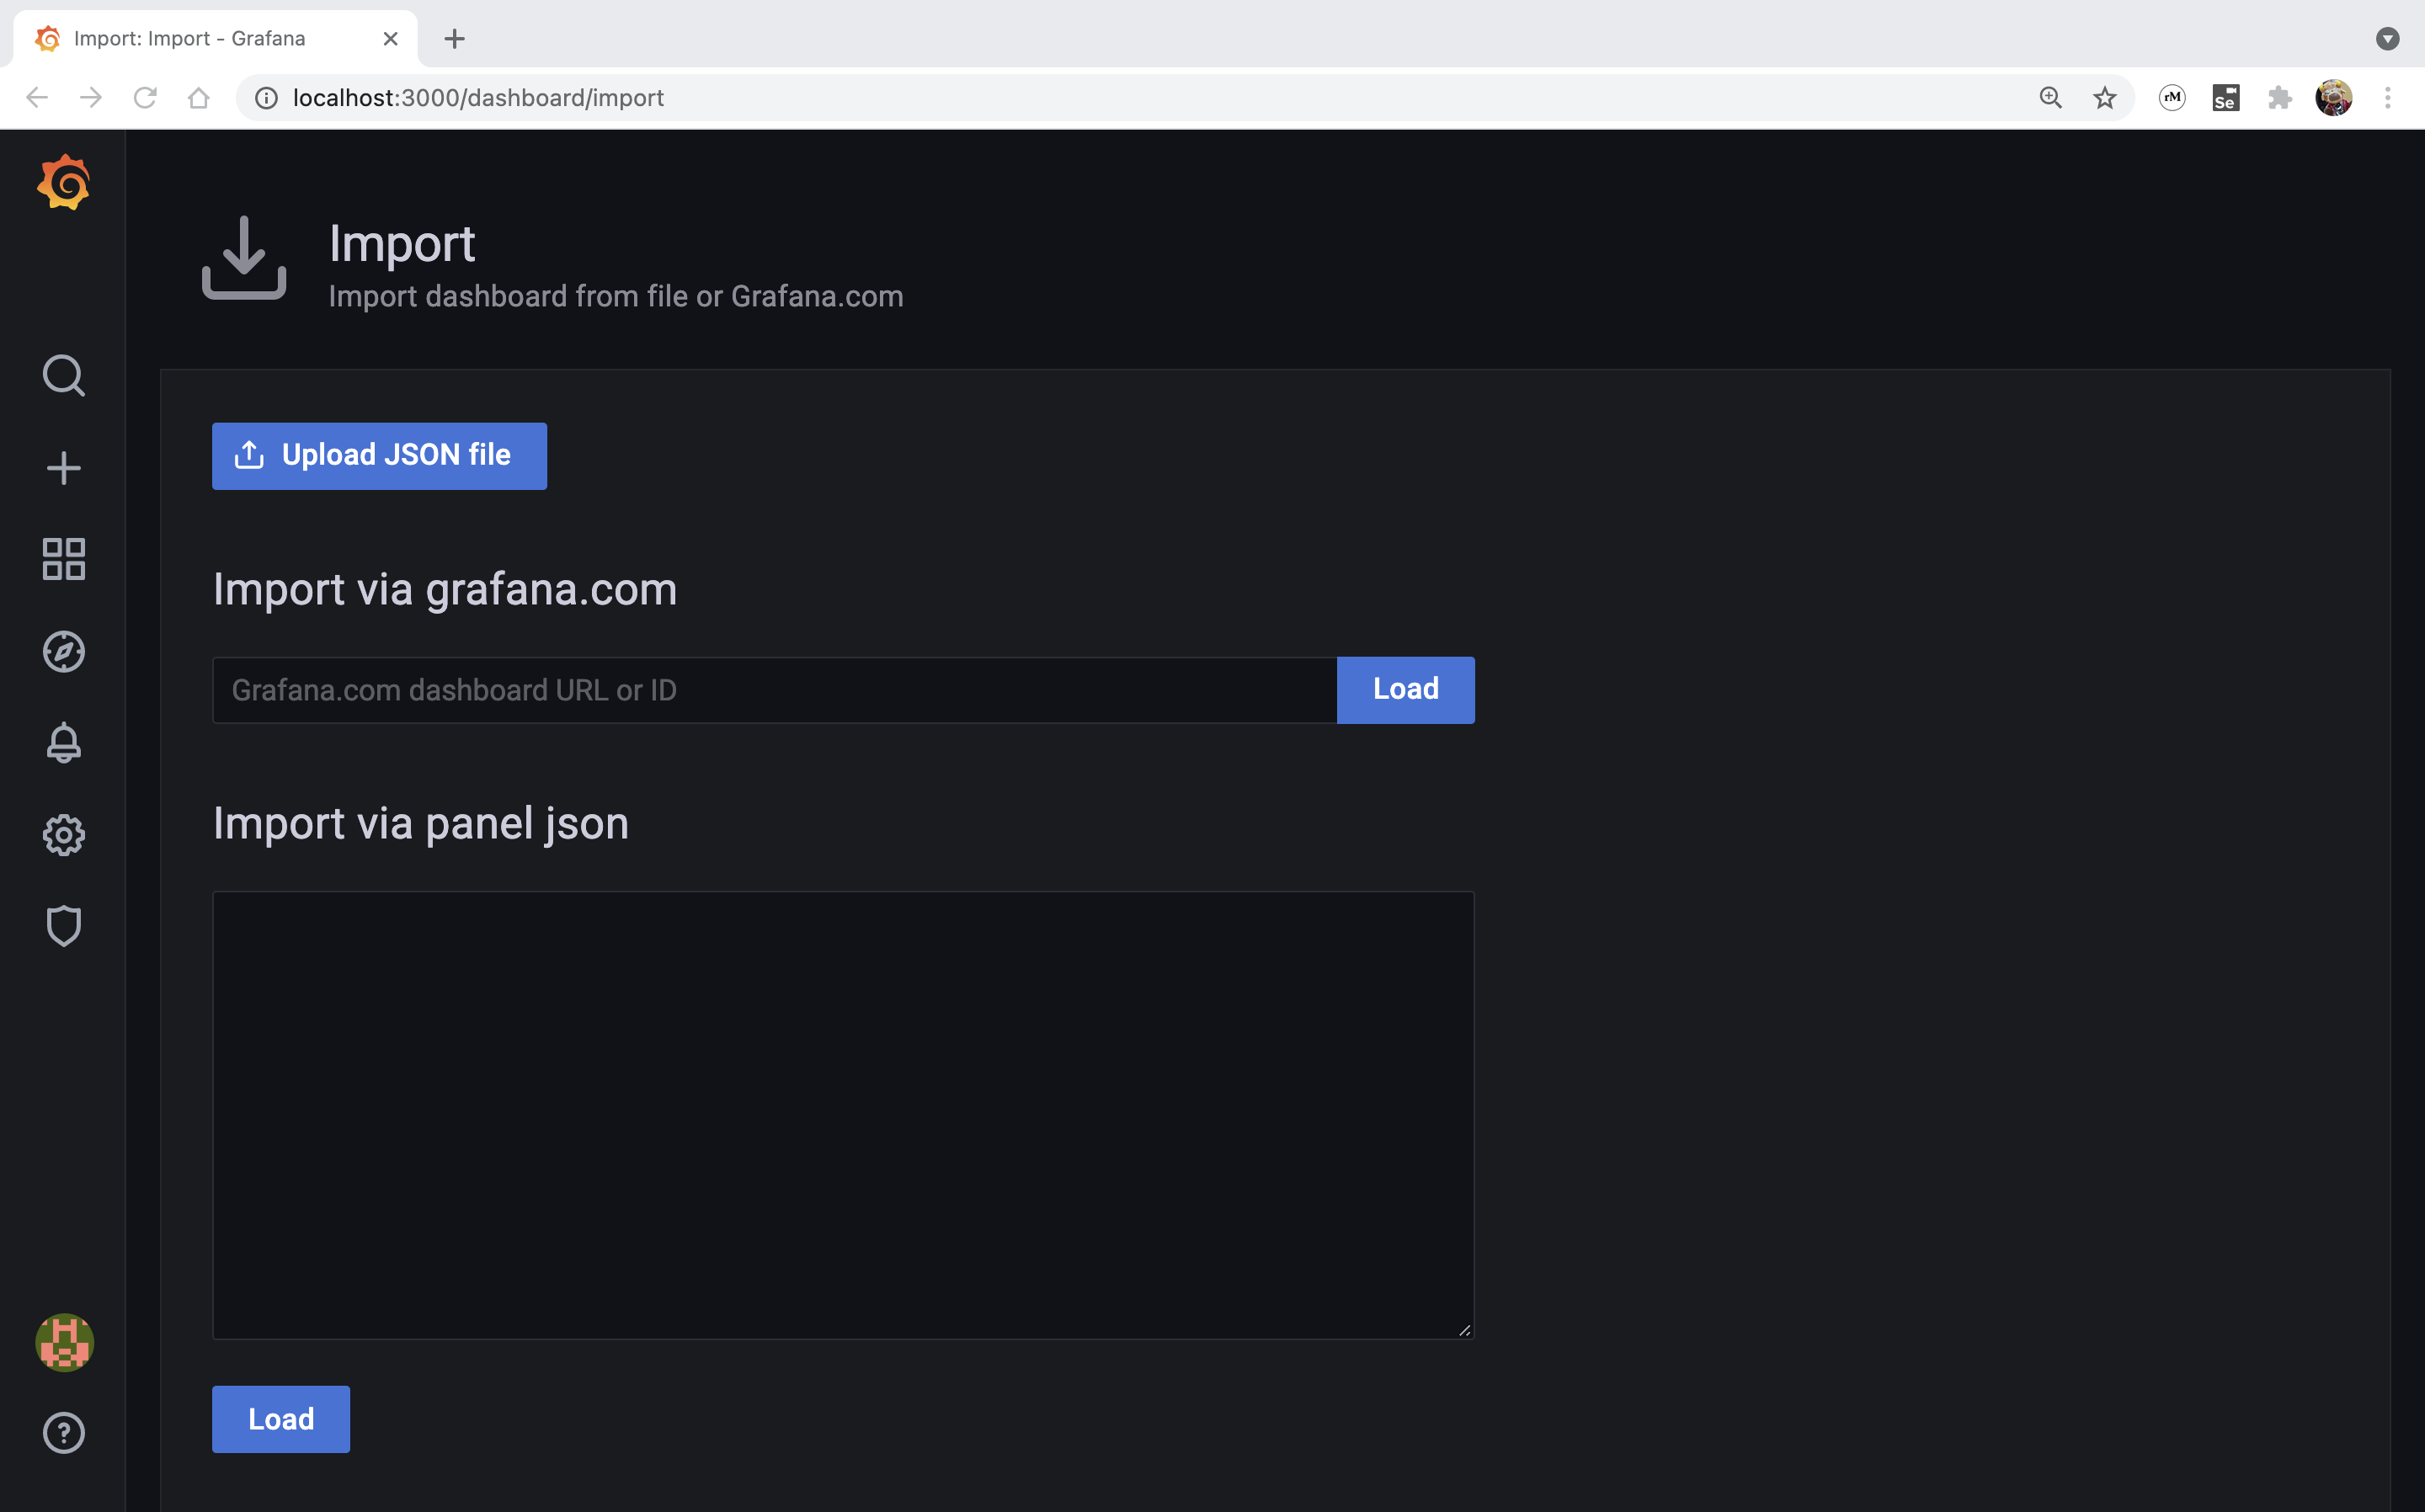 Import: Import - Grafana
localhost:3000/dashboard/import
rM
Se
Import
Import dashboard from file or Grafana.com
Upload JSON file
Import via grafana.com
Grafana.com dashboard URL or ID
Load
Import via panel json
Load